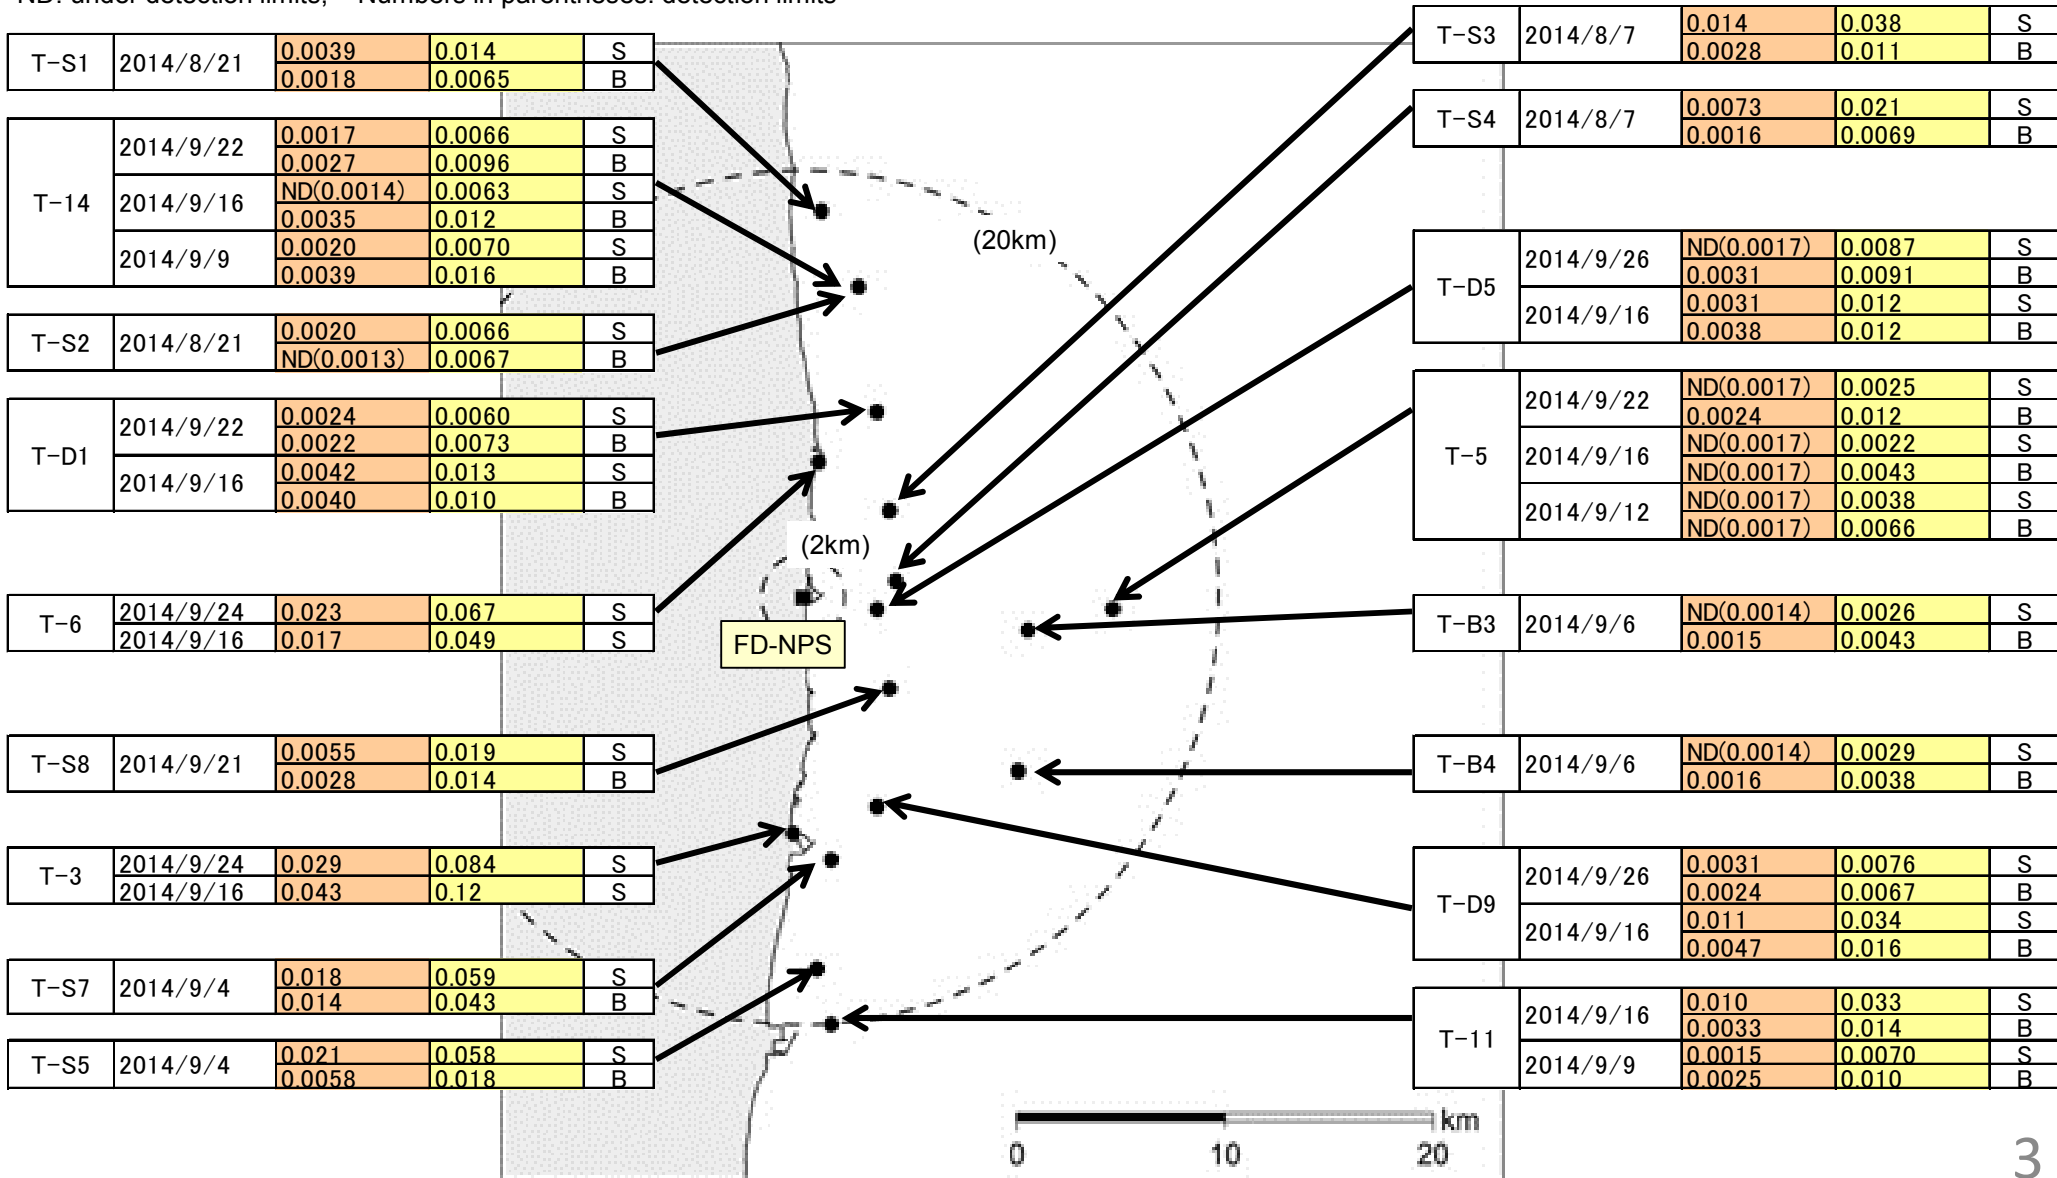 ND: under detection limits; Numbers in parentheses: detection limits
T-S1 2014/8/21 0.0039 0.014 S
0.0018 0.0065 B
T-14 2014/9/22 0.0017 0.0066 S
0.0027 0.0096 B
2014/9/16 ND(0.0014) 0.0063 S
0.0035 0.012 B
2014/9/9 0.0020 0.0070 S
0.0039 0.016 B
T-S2 2014/8/21 0.0020 0.0066 S
ND(0.0013) 0.0067 B
T-D1 2014/9/22 0.0024 0.0060 S
0.0022 0.0073 B
2014/9/16 0.0042 0.013 S
0.0040 0.010 B
T-6 2014/9/24 0.023 0.067 S
2014/9/16 0.017 0.049 S
T-S8 2014/9/21 0.0055 0.019 S
0.0028 0.014 B
T-3 2014/9/24 0.029 0.084 S
2014/9/16 0.043 0.12 S
T-S7 2014/9/4 0.018 0.059 S
0.014 0.043 B
T-S5 2014/9/4 0.021 0.058 S
0.0058 0.018 B
(20km)
(2km)
FD-NPS
T-S3 2014/8/7 0.014 0.038 S
0.0028 0.011 B
T-S4 2014/8/7 0.0073 0.021 S
0.0016 0.0069 B
T-D5 2014/9/26 ND(0.0017) 0.0087 S
0.0031 0.0091 B
2014/9/16 0.0031 0.012 S
0.0038 0.012 B
T-5 2014/9/22 ND(0.0017) 0.0025 S
0.0024 0.012 B
2014/9/16 ND(0.0017) 0.0022 S
ND(0.0017) 0.0043 B
2014/9/12 ND(0.0017) 0.0038 S
ND(0.0017) 0.0066 B
T-B3 2014/9/6 ND(0.0014) 0.0026 S
0.0015 0.0043 B
T-B4 2014/9/6 ND(0.0014) 0.0029 S
0.0016 0.0038 B
T-D9 2014/9/26 0.0031 0.0076 S
0.0024 0.0067 B
2014/9/16 0.011 0.034 S
0.0047 0.016 B
T-11 2014/9/16 0.010 0.033 S
0.0033 0.014 B
2014/9/9 0.0015 0.0070 S
0.0025 0.010 B
km
0 10 20
3